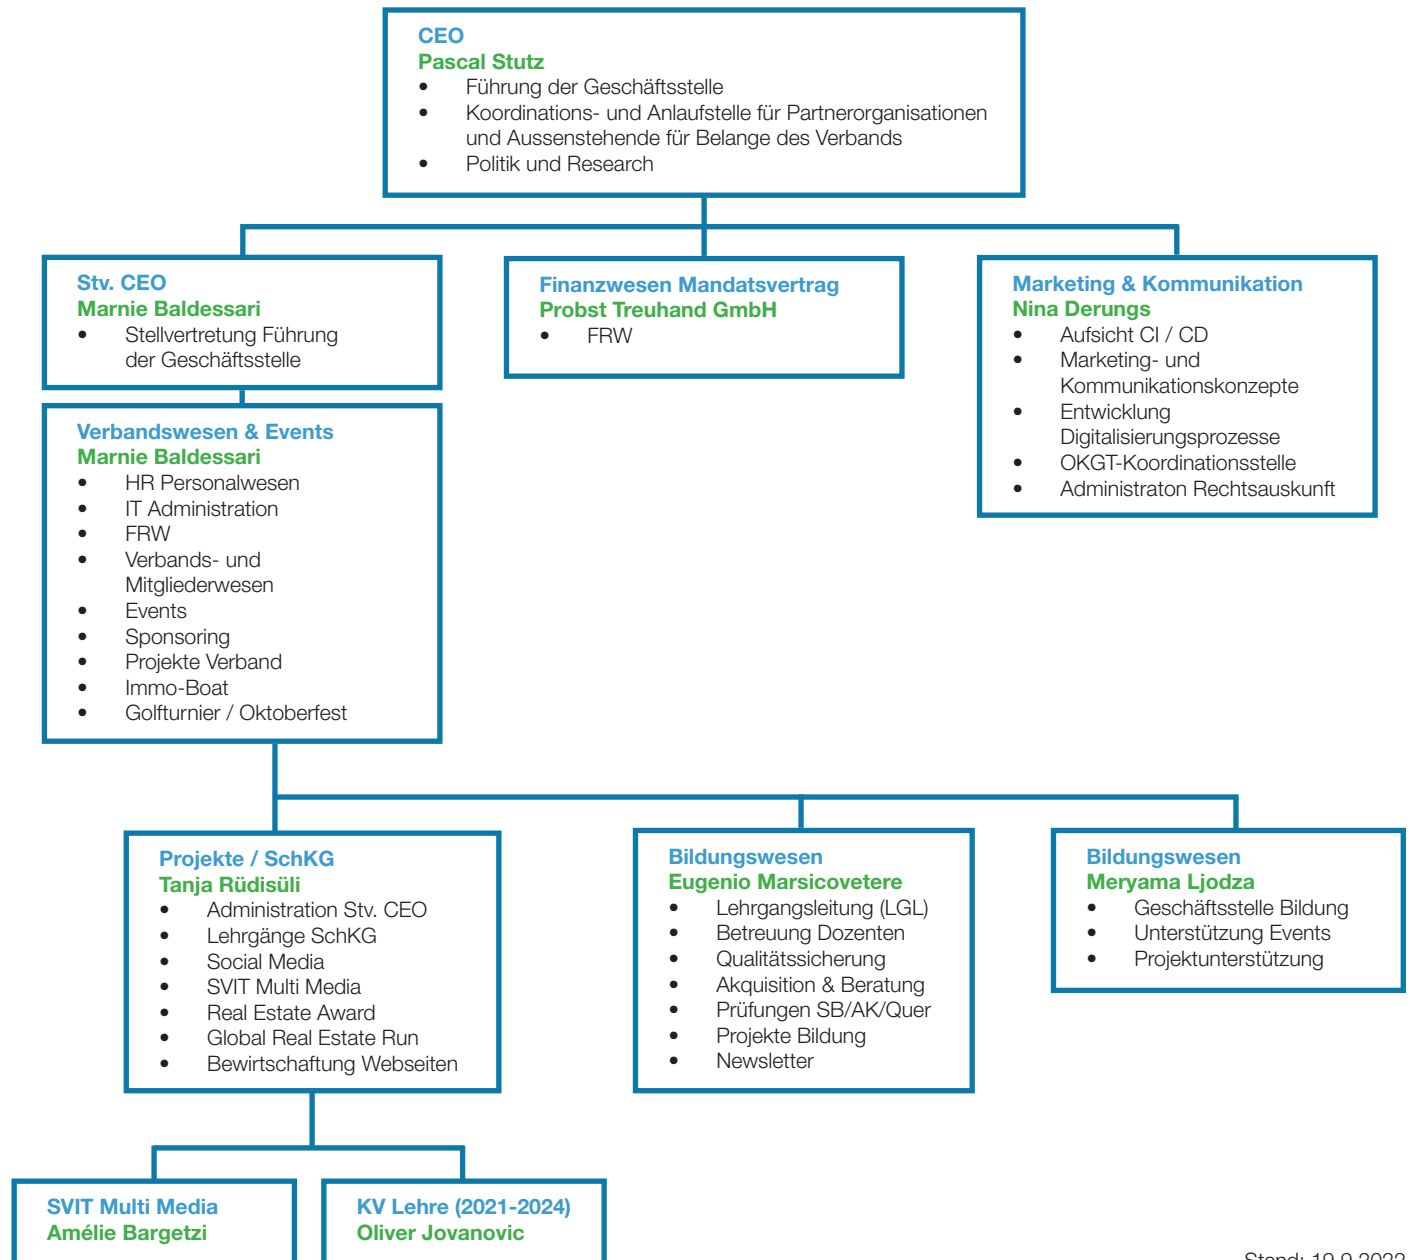 CEO
Pascal Stutz
• Führung der Geschäftsstelle
• Koordinations- und Anlaufstelle für Partnerorganisationen
und Aussenstehende für Belange des Verbands
• Politik und Research
Stv. CEO
Marnie Baldessari
• Stellvertretung Führung
der Geschäftsstelle
Finanzwesen Mandatsvertrag
Probst Treuhand GmbH
• FRW
Marketing & Kommunikation
Nina Derungs
• Aufsicht CI / CD
• Marketing- und
Kommunikationskonzepte
• Entwicklung
Digitalisierungsprozesse
• OKGT-Koordinationsstelle
• Administraton Rechtsauskunft
Verbandswesen & Events
Marnie Baldessari
• HR Personalwesen
• IT Administration
• FRW
• Verbands- und
Mitgliederwesen
• Events
• Sponsoring
• Projekte Verband
• Immo-Boat
• Golfturnier / Oktoberfest
Projekte / SchKG
Tanja Rüdisüli
• Administration Stv. CEO
• Lehrgänge SchKG
• Social Media
• SVIT Multi Media
• Real Estate Award
• Global Real Estate Run
• Bewirtschaftung Webseiten
Bildungswesen
Eugenio Marsicovetere
• Lehrgangsleitung (LGL)
• Betreuung Dozenten
• Qualitätssicherung
• Akquisition & Beratung
• Prüfungen SB/AK/Quer
• Projekte Bildung
• Newsletter
Bildungswesen
Meryama Ljodza
• Geschäftsstelle Bildung
• Unterstützung Events
• Projektunterstützung
SVIT Multi Media
Amélie Bargetzi
KV Lehre (2021-2024)
Oliver Jovanovic
Stand: 19.9.2022